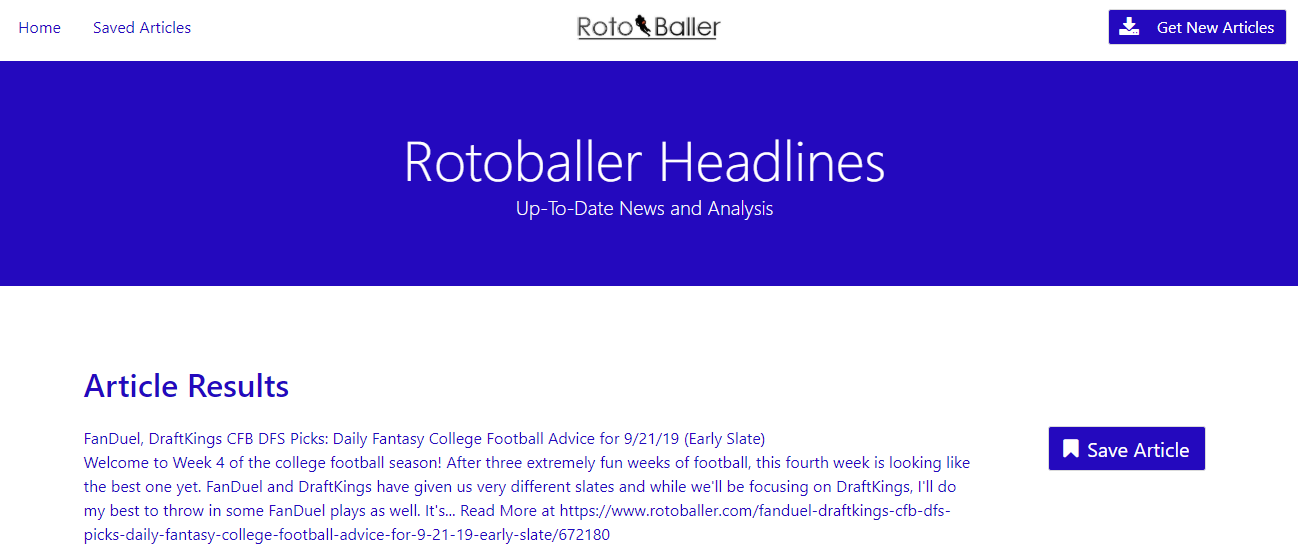 Home
Saved Articles
Roto Baller
Get New Articles
Rotoballer Headlines
Up-To-Date News and Analysis
Article Results
FanDuel, DraftKings CFB DFS Picks: Daily Fantasy College Football Advice for 9/21/19 (Early Slate)
Welcome to Week 4 of the college football season! After three extremely fun weeks of football, this fourth week is looking like
the best one yet. FanDuel and DraftKings have given us very different slates and while we'll be focusing on DraftKings, I'll do
my best to throw in some FanDuel plays as well. It's... Read More at https://www.rotoballer.com/fanduel-draftkings-cfb-dfs-
picks-daily-fantasy-college-football-advice-for-9-21-19-early-slate/672180
Save Article